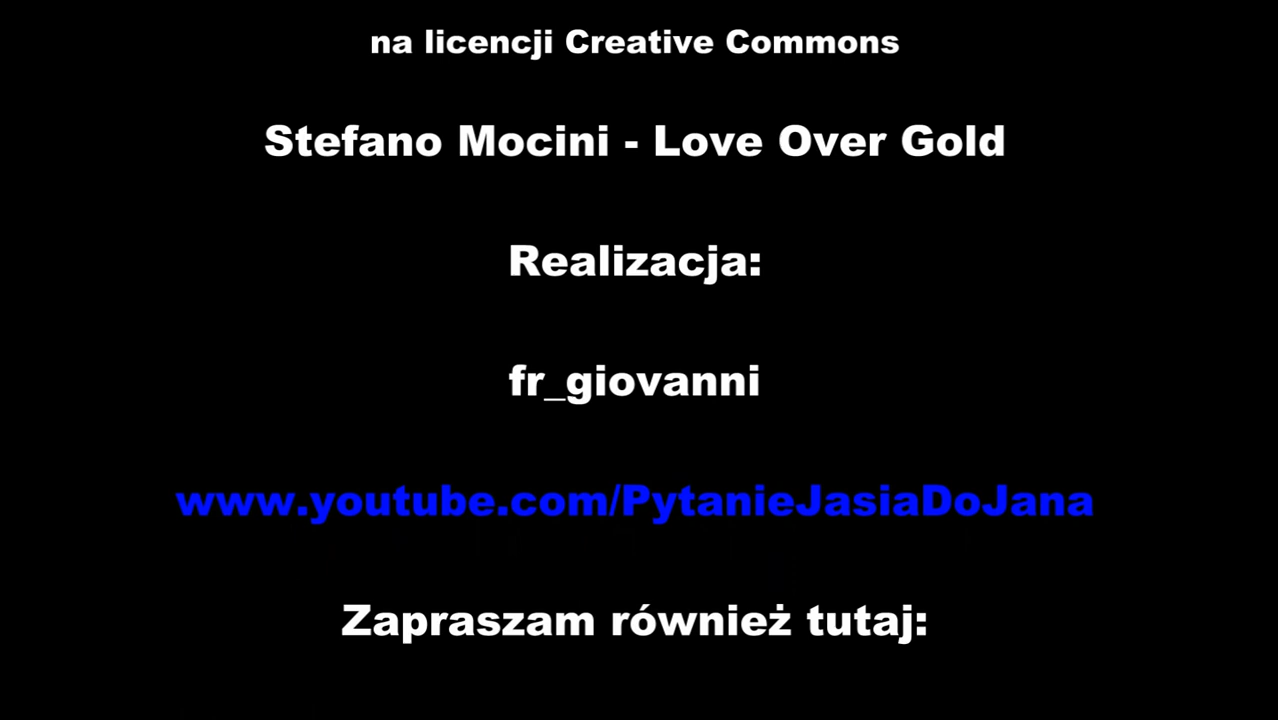 na licencji Creative Commons
Stefano Mocini - Love Over Gold
Realizacja:
fr_giovanni
www.youtube.com/PytanieJasiaDoJana
Zapraszam również tutaj: